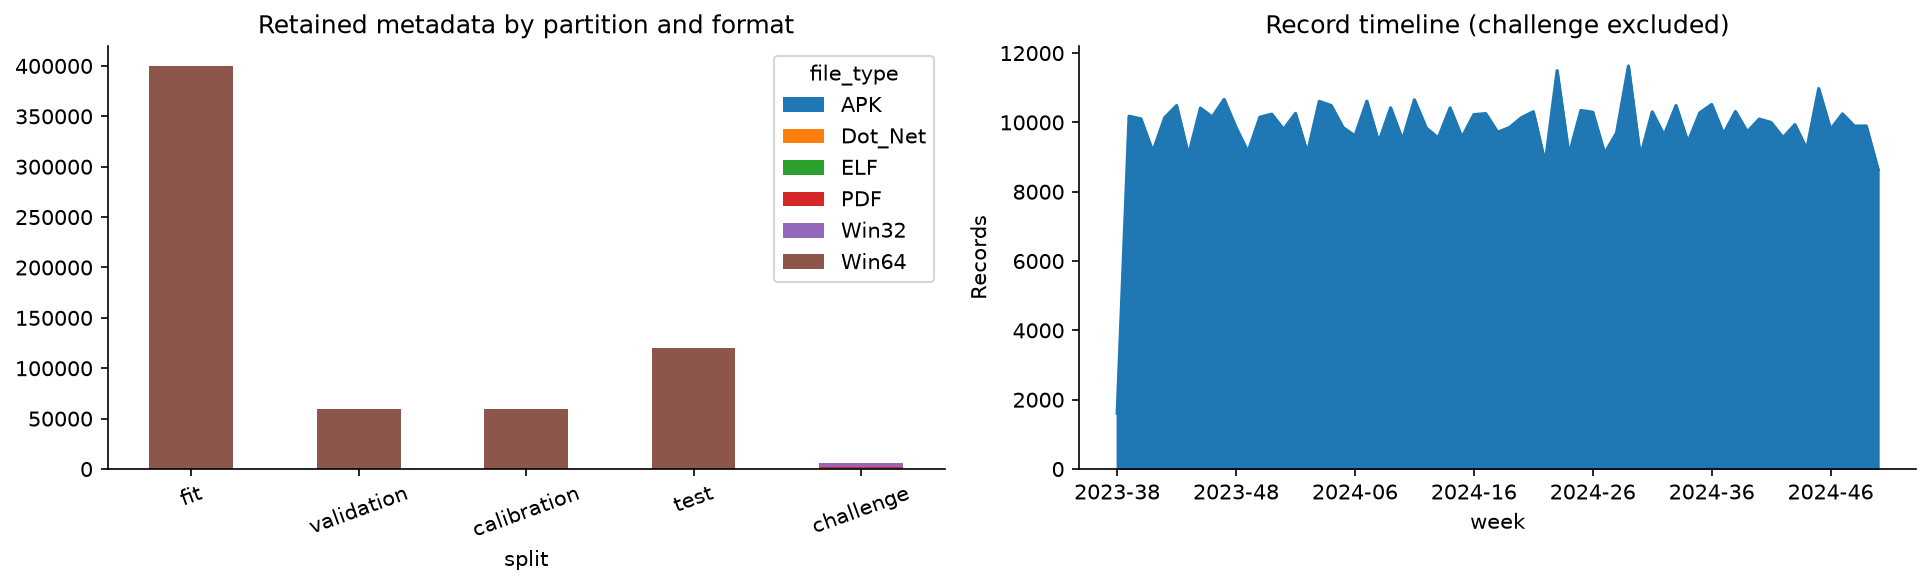 Retained metadata by partition and format
400000
350000
300000
250000
200000
150000
100000
50000
0
file_type
APK
Dot_Net
ELF
PDF
Win32
Win64
fit
validation
calibration
test
challenge
split
Record timeline (challenge excluded)
12000
10000
8000
6000
4000
2000
0
Records
2023-38
2023-48
2024-06
2024-16
2024-26
2024-36
2024-46
week